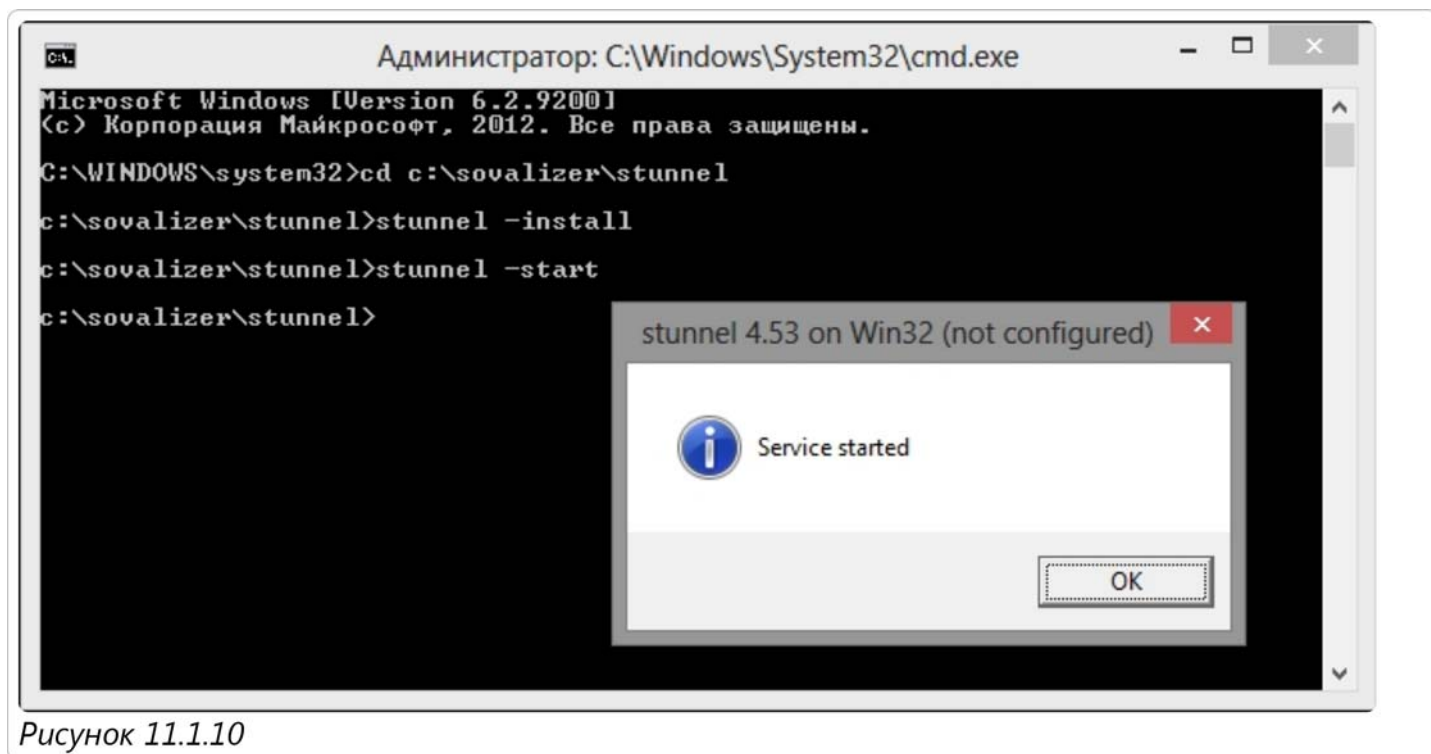 Администратор: C:\Windows\System32\cmd.exe
Microsoft Windows [Version 6.2.9200]
(c) Корпорация Майкрософт, 2012. Все права защищены.
C:\WINDOWS\system32>cd c:\sovalizer\stunnel
c:\sovalizer\stunnel>stunnel -install
c:\sovalizer\stunnel>stunnel -start
c:\sovalizer\stunnel>
stunnel 4.53 on Win32 (not configured)
Service started
OK
Рисунок 11.1.10